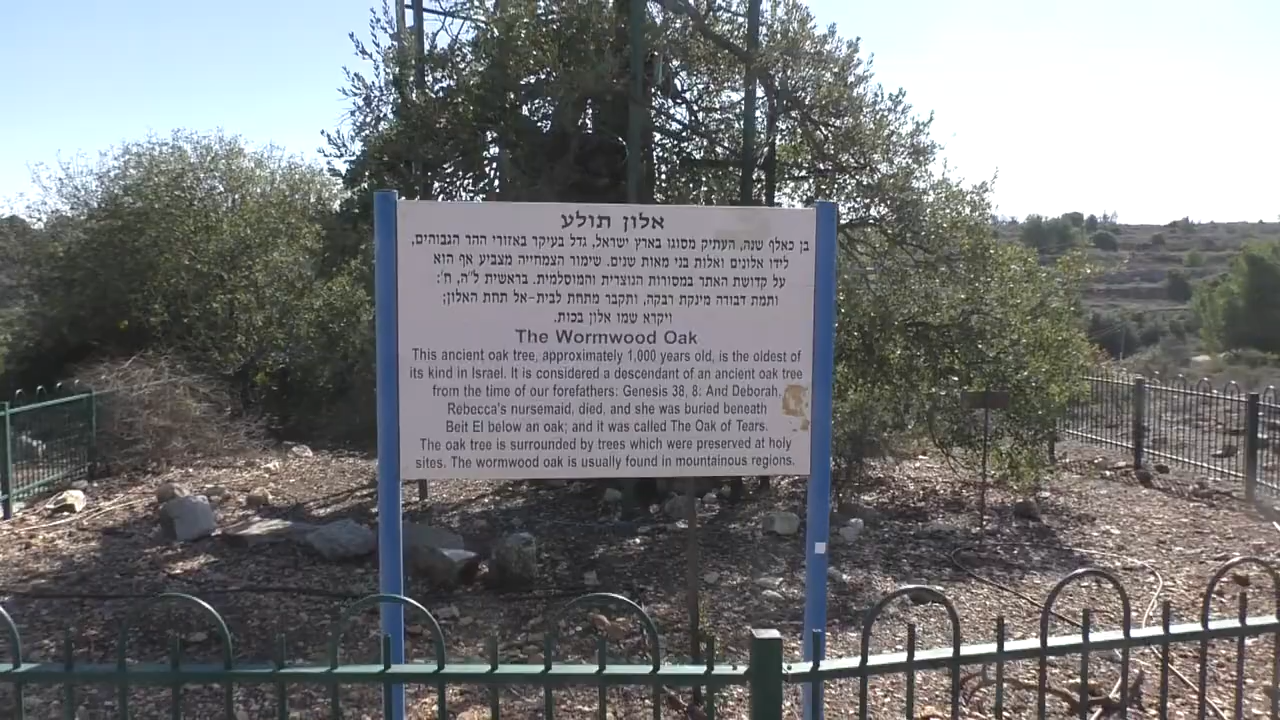 אלון תולע
בן כאלף שנה, העתיק מסוגו בארץ ישראל, גדל בעיקר באזורי ההר הגבוהים.
לידו אלונים ואלות בני מאות שנים. שימור הצמחייה מצביע אף הוא
על קדושת האתר במסורות הנוצרית והמוסלמית. בראשית ל"ה, ח':
ותמת דבורה מינקת רבקה, ותקבר מתחת לבית-אל תחת האלון;
ויקרא שמו אלון בכות.
The Wormwood Oak
This ancient oak tree, approximately 1,000 years old, is the oldest of
its kind in Israel. It is considered a descendant of an ancient oak tree
from the time of our forefathers: Genesis 38, 8: And Deborah,
Rebecca's nursemaid, died, and she was buried beneath
Beit El below an oak; and it was called The Oak of Tears.
The oak tree is surrounded by trees which were preserved at holy
sites. The wormwood oak is usually found in mountainous regions.